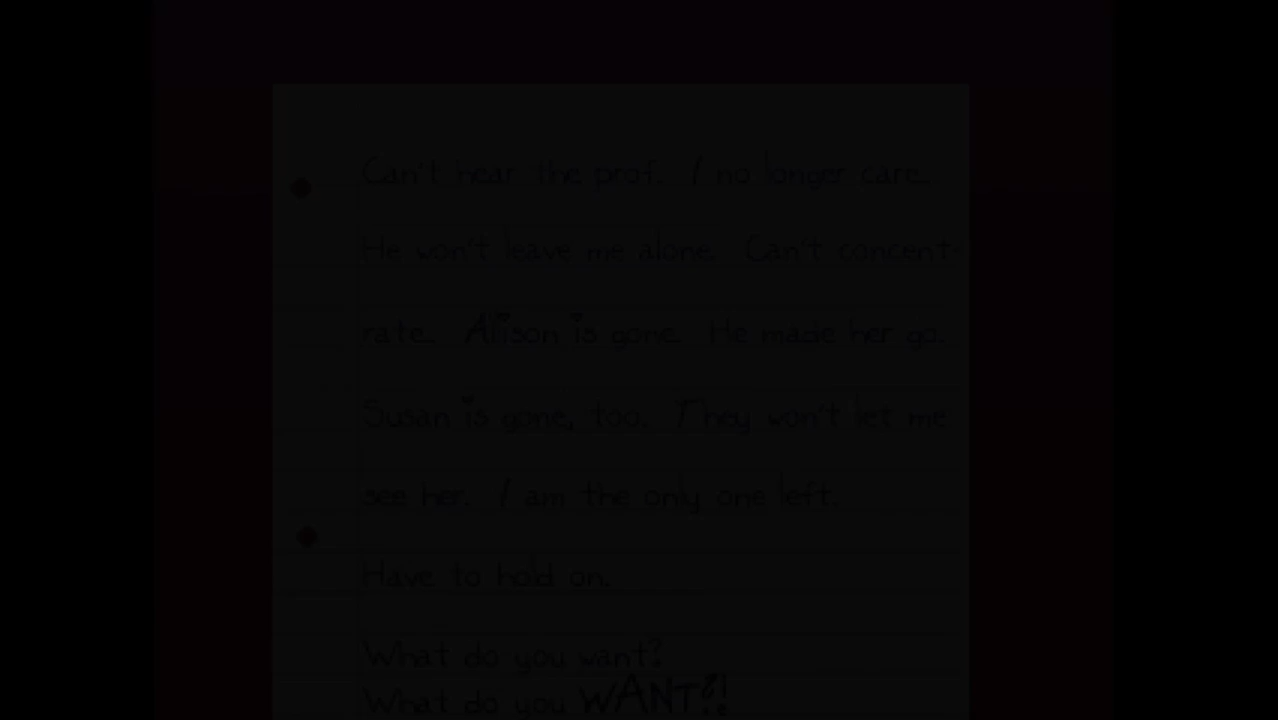 Can't hear the prof. I no longer care.
He won't leave me alone. Can't concent-
rate. Allison is gone. He made her go.
Susan is gone, too. They won't let me
see her. I am the only one left.
Have to hold on.
What do you want?
What do you WANT?!